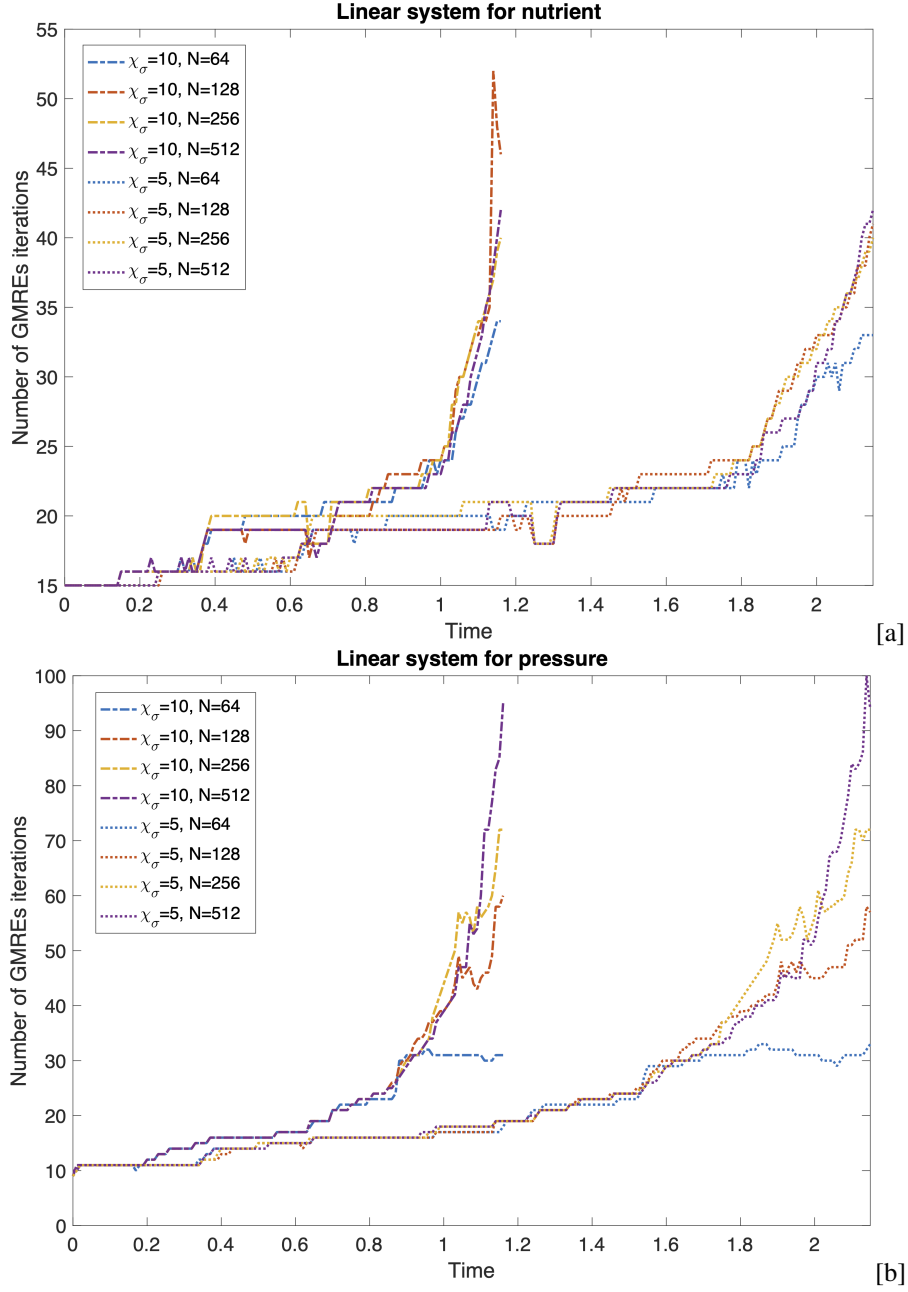 Linear system for nutrient
55
50
45
40
35
30
25
20
15
Number of GMREs iterations
χσ=10, N=64
χσ=10, N=128
χσ=10, N=256
χσ=10, N=512
χσ=5, N=64
χσ=5, N=128
χσ=5, N=256
χσ=5, N=512
0 0.2 0.4 0.6 0.8 1 1.2 1.4 1.6 1.8 2
Time
[a]
Linear system for pressure
100
90
80
70
60
50
40
30
20
10
0
Number of GMREs iterations
χσ=10, N=64
χσ=10, N=128
χσ=10, N=256
χσ=10, N=512
χσ=5, N=64
χσ=5, N=128
χσ=5, N=256
χσ=5, N=512
0 0.2 0.4 0.6 0.8 1 1.2 1.4 1.6 1.8 2
Time
[b]